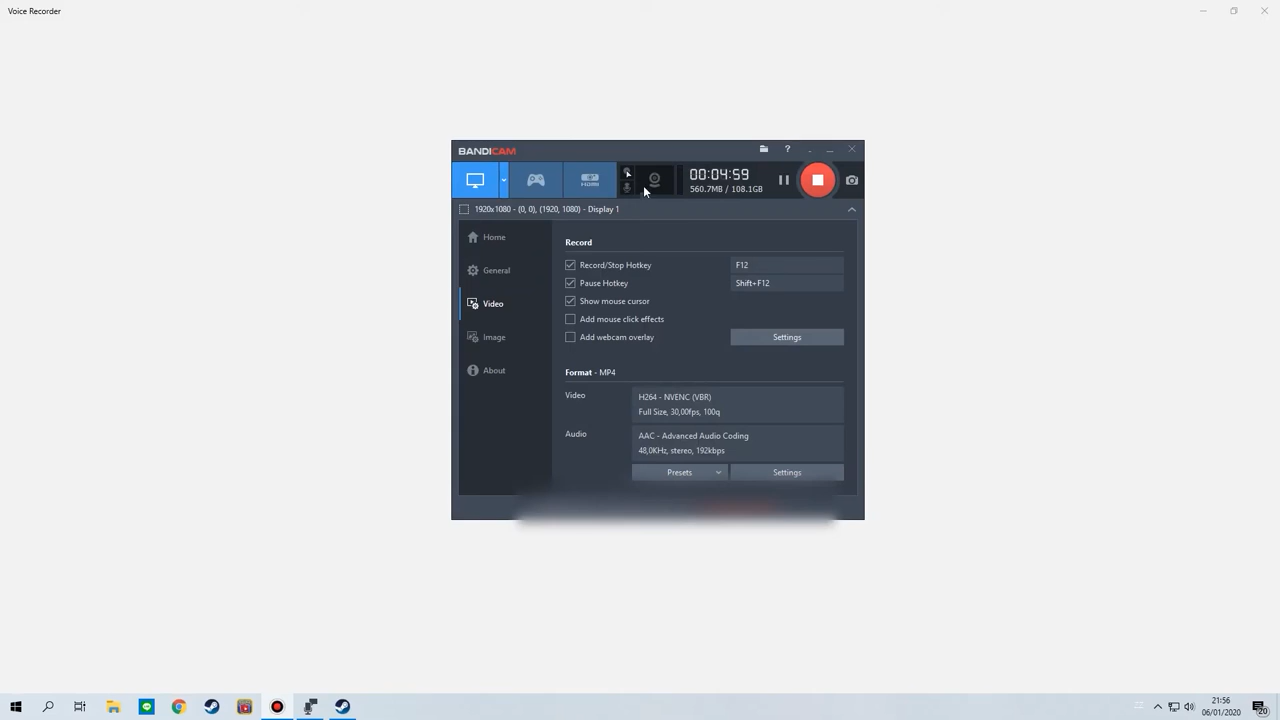 Voice Recorder
BANDICAM
?
HDMI
00:04:59
560.7MB / 108.1GB
1920x1080 - (0, 0), (1920, 1080) - Display 1
Home
General
Video
Image
About
Record
Record/Stop Hotkey
F12
Pause Hotkey
Shift+F12
Show mouse cursor
Add mouse click effects
Add webcam overlay
Settings
Format - MP4
Video
H264 - NVENC (VBR)
Full Size, 30,00fps, 100q
Audio
AAC - Advanced Audio Coding
48,0KHz, stereo, 192kbps
Presets
Settings
21:56
06/01/2020
20